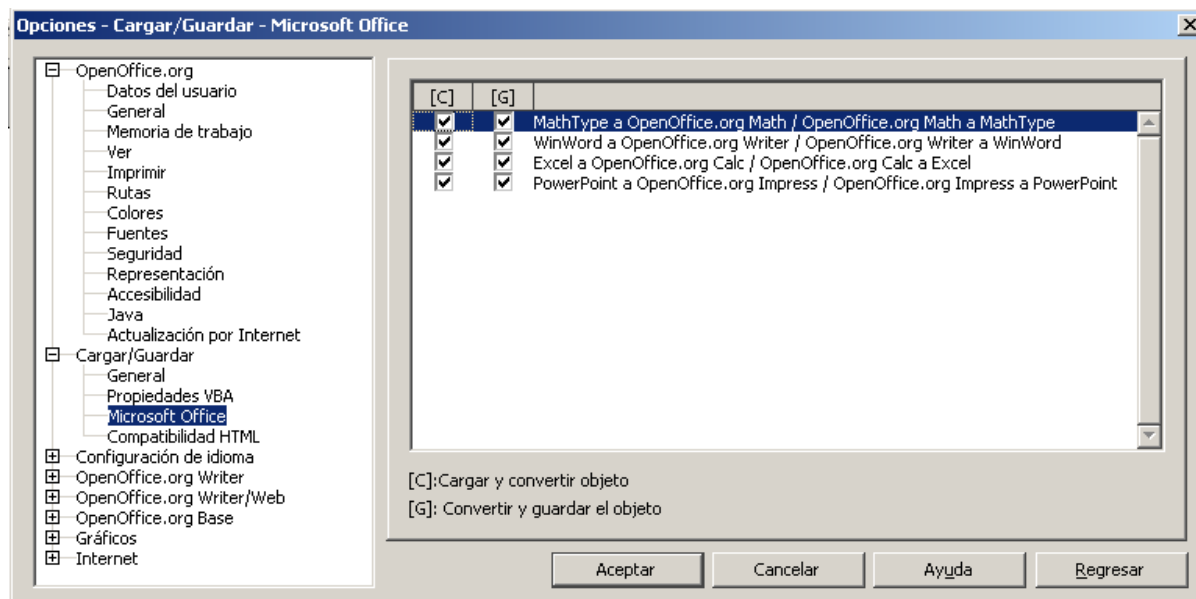 Opciones - Cargar/Guardar - Microsoft Office
OpenOffice.org
Datos del usuario
General
Memoria de trabajo
Ver
Imprimir
Rutas
Colores
Fuentes
Seguridad
Representación
Accesibilidad
Java
Actualización por Internet
Cargar/Guardar
General
Propiedades VBA
Microsoft Office
Compatibilidad HTML
Configuración de idioma
OpenOffice.org Writer
OpenOffice.org Writer/Web
OpenOffice.org Base
Gráficos
Internet
[C] [G]
MathType a OpenOffice.org Math / OpenOffice.org Math a MathType
WinWord a OpenOffice.org Writer / OpenOffice.org Writer a WinWord
Excel a OpenOffice.org Calc / OpenOffice.org Calc a Excel
PowerPoint a OpenOffice.org Impress / OpenOffice.org Impress a PowerPoint
[C]:Cargar y convertir objeto
[G]: Convertir y guardar el objeto
Aceptar Cancelar Ayuda Regresar